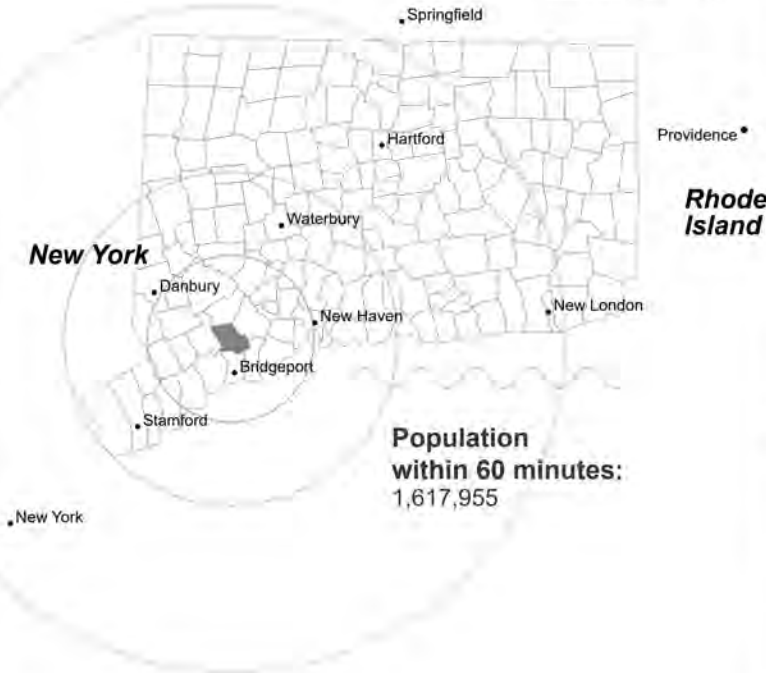 Springfield
Providence
Hartford
Rhode
Island
Waterbury
New York
Danbury
New London
New Haven
Bridgeport
Stamford
Population
within 60 minutes:
1,617,955
New York